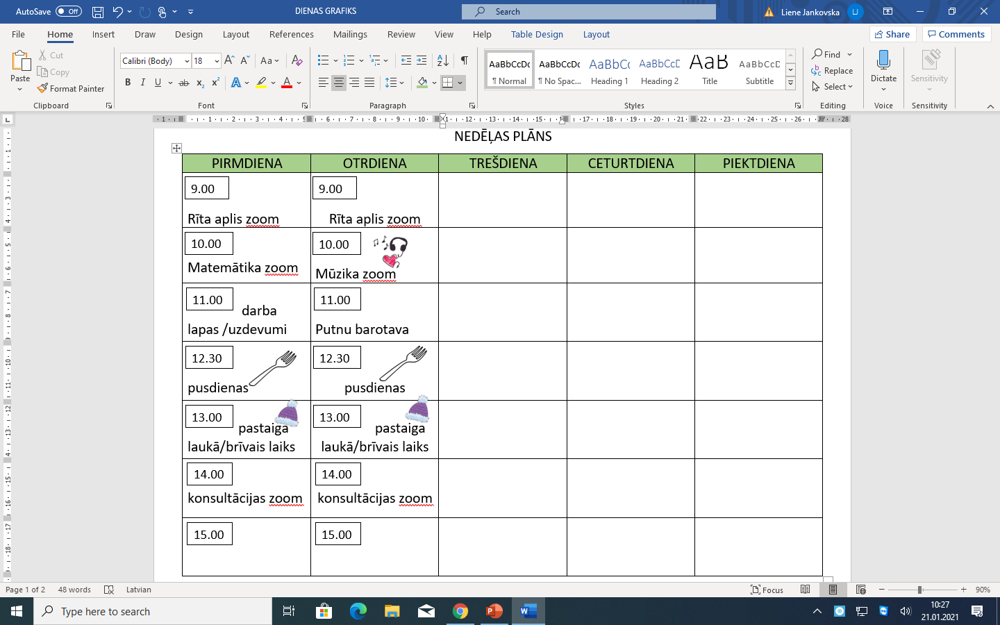 AutoSave Off
DIENAS GRAFIKS
Search
Liene Jankovska LJ
File Home Insert Draw Design Layout References Mailings Review View Help Table Design Layout Share Comments
Paste
Cut
Copy
Format Painter
Calibri (Body) 18
AaBbCcDc AaBbCcDc AaBbCc AaBbCcD AaB AaBbCcD
¶ Normal ¶ No Spac... Heading 1 Heading 2 Title Subtitle
Find
Replace
Select
Dictate
Sensitivity
Clipboard Font Paragraph Styles Editing Voice Sensitivity
NEDĒĻAS PLĀNS
PIRMDIENA OTRDIENA TREŠDIENA CETURTDIENA PIEKTDIENA
9.00 9.00
Rīta aplis zoom Rīta aplis zoom
10.00 10.00
Matemātika zoom Mūzika zoom
11.00 darba 11.00
lapas /uzdevumi Putnu barotava
12.30 12.30
pusdienas pusdienas
13.00 pastaiga 13.00 pastaiga
laukā/brīvais laiks laukā/brīvais laiks
14.00 14.00
konsultācijas zoom konsultācijas zoom
15.00 15.00
Page 1 of 2 48 words Latvian Focus 90%
Type here to search
10:27
21.01.2021